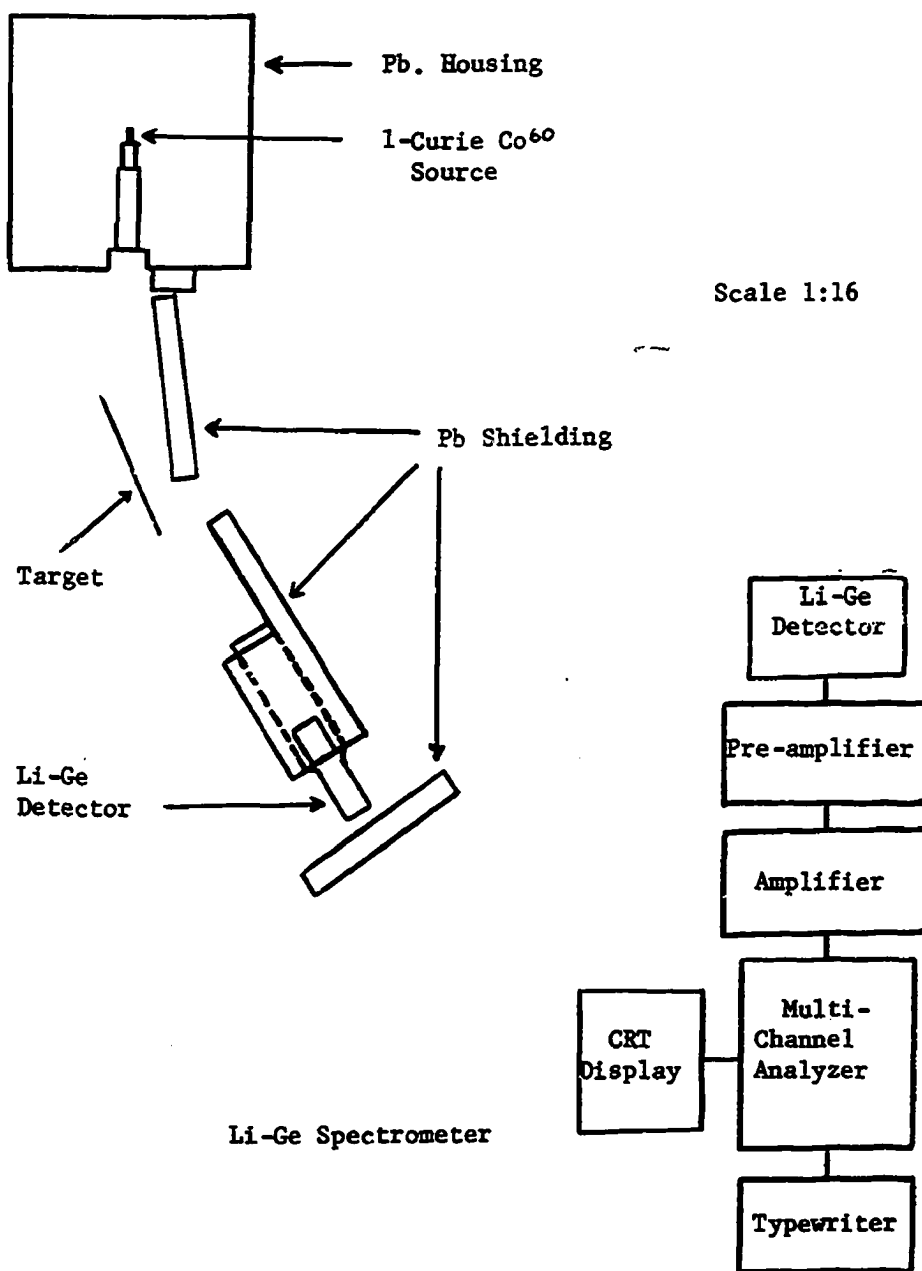 Pb. Housing
1-Curie Co60
Source
Scale 1:16
Pb Shielding
Target
Li-Ge
Detector
Li-Ge
Detector
Pre-amplifier
Amplifier
Multi-
Channel
Analyzer
CRT
Display
Li-Ge Spectrometer
Typewriter